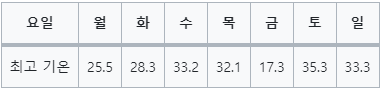 요일 월 화 수 목 금 토 일
최고 기온 25.5 28.3 33.2 32.1 17.3 35.3 33.3